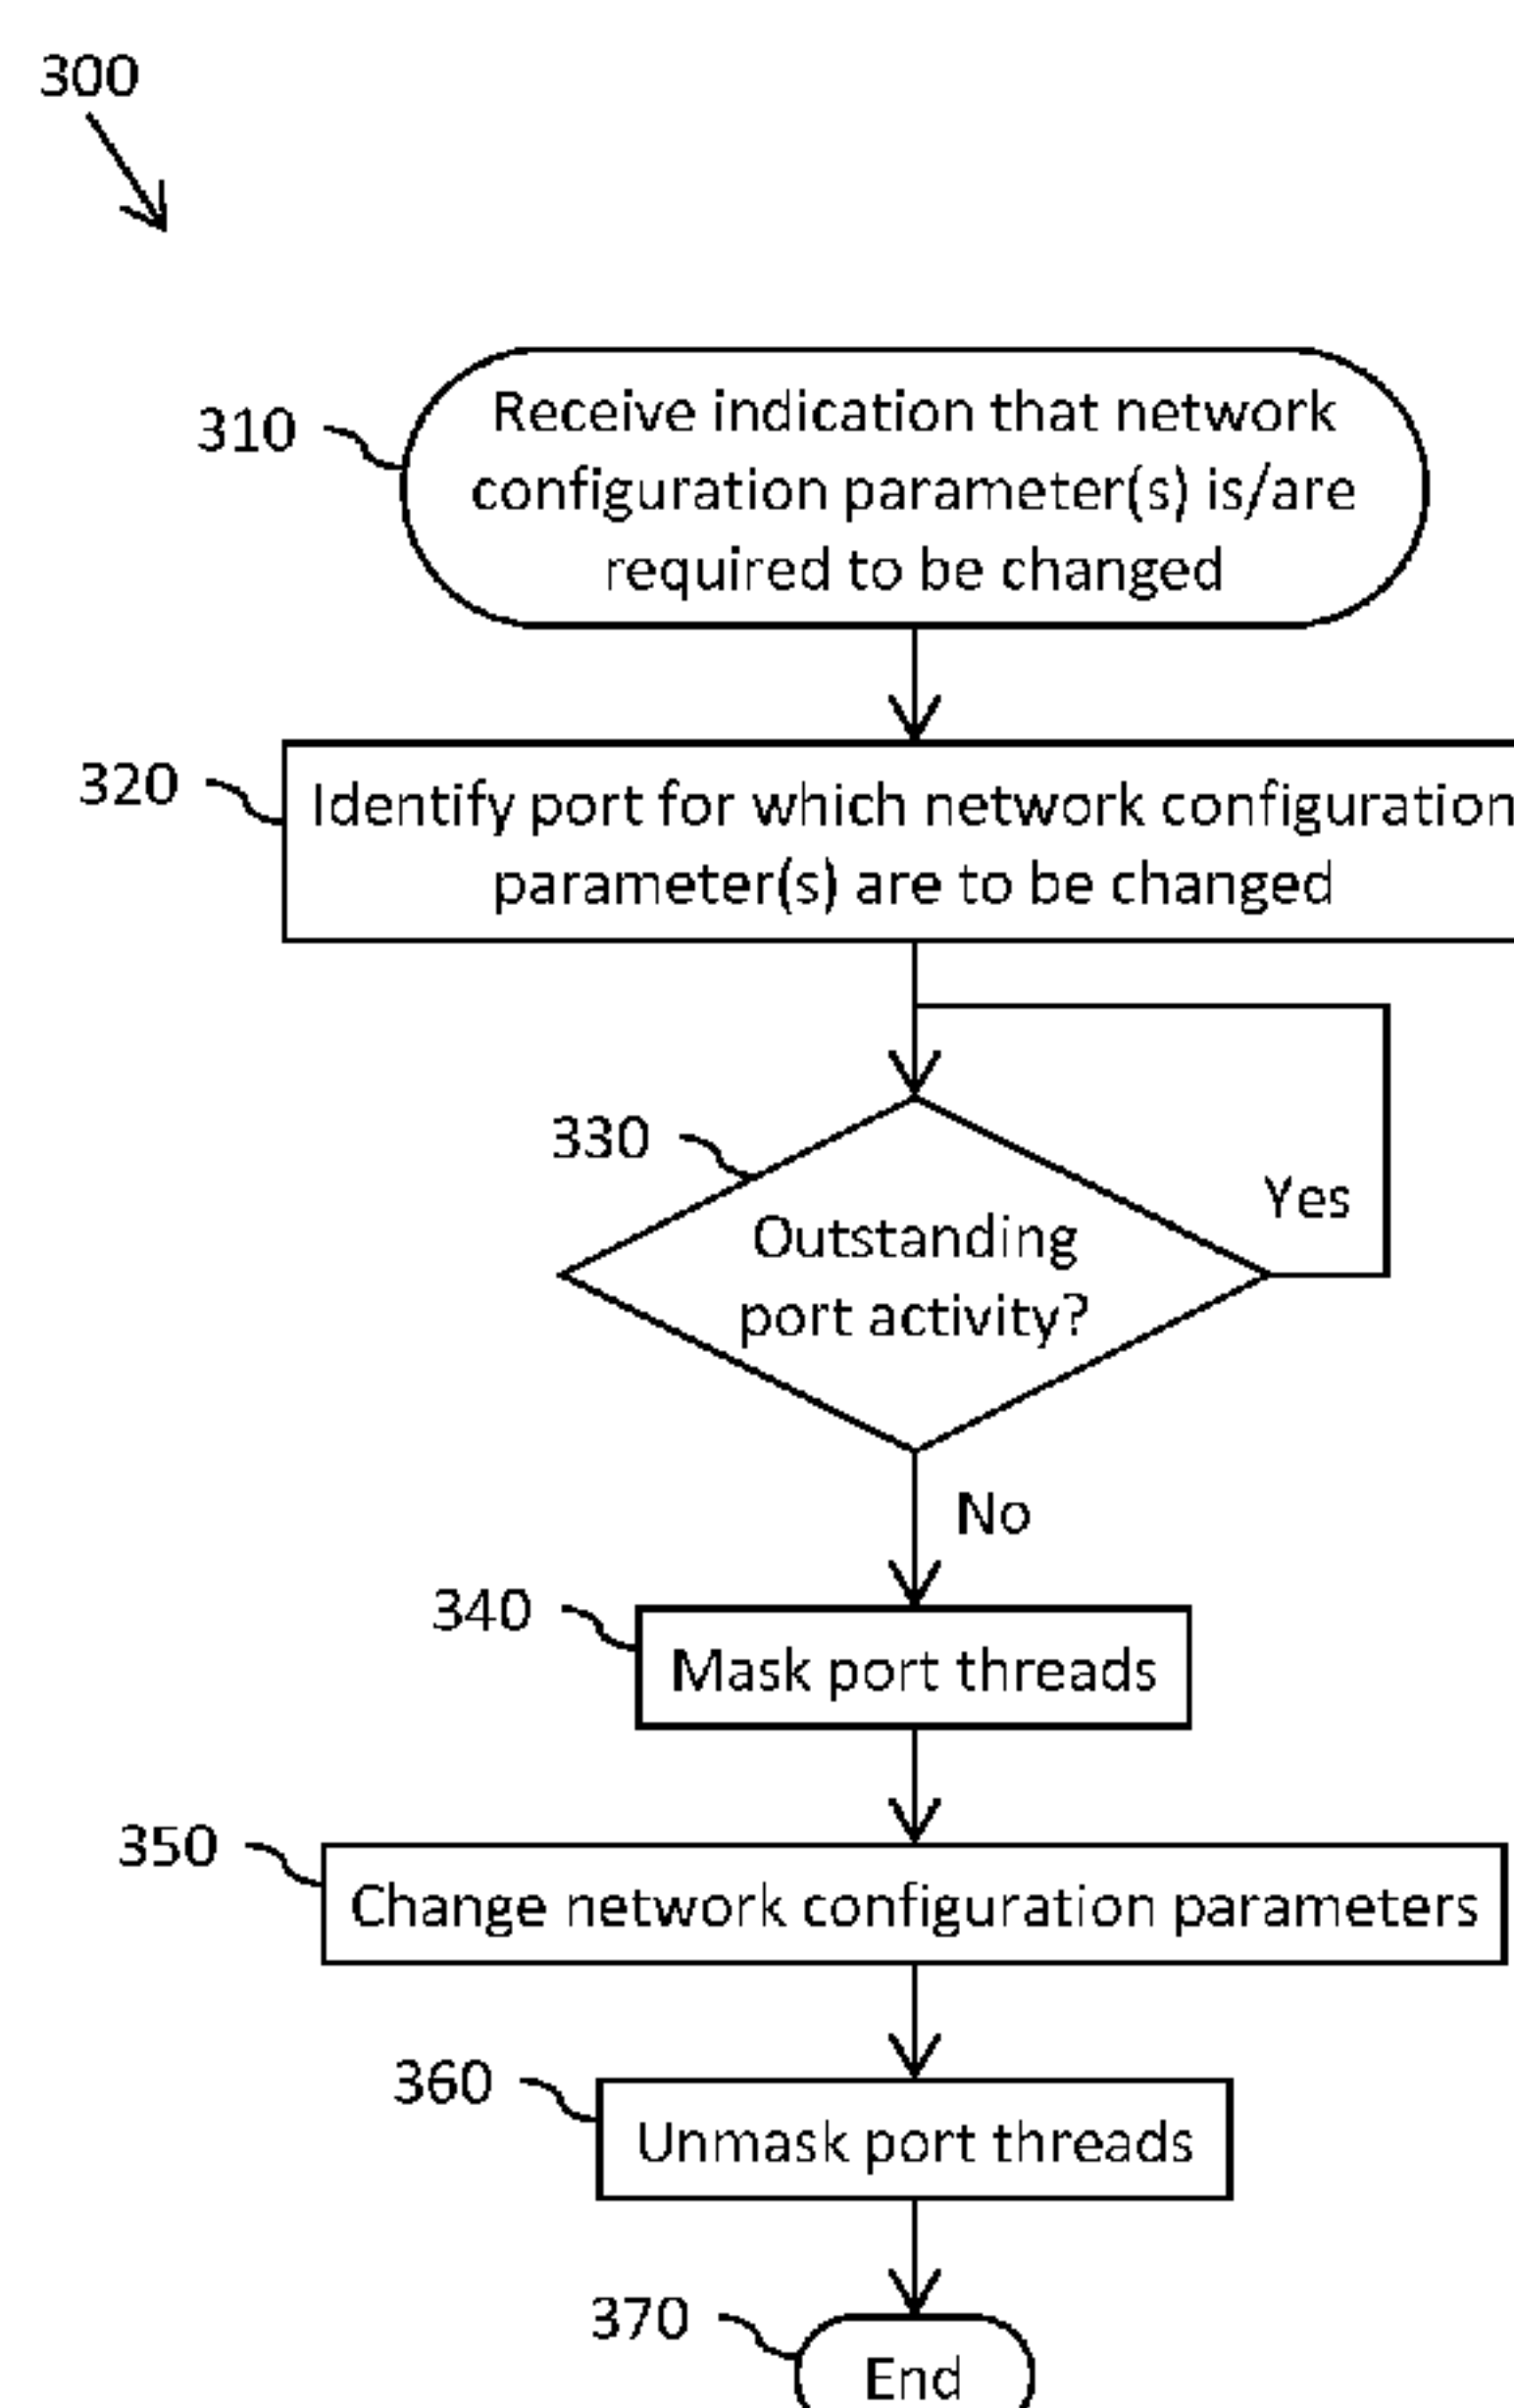 300
310
Receive indication that network
configuration parameter(s) is/are
required to be changed
320
Identify port for which network configuration
parameter(s) are to be changed
330
Outstanding
port activity?
Yes
No
340
Mask port threads
350
Change network configuration parameters
360
Unmask port threads
370
End